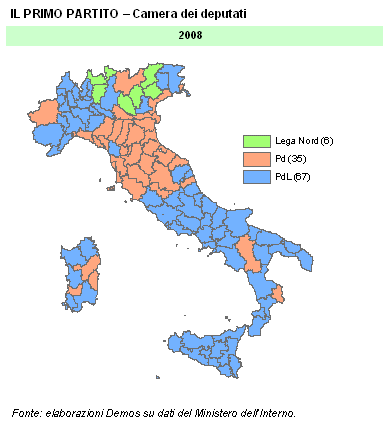 IL PRIMO PARTITO – Camera dei deputati
2008
Lega Nord (6)
Pd (35)
PdL (67)
Fonte: elaborazioni Demos su dati del Ministero dell'Interno.